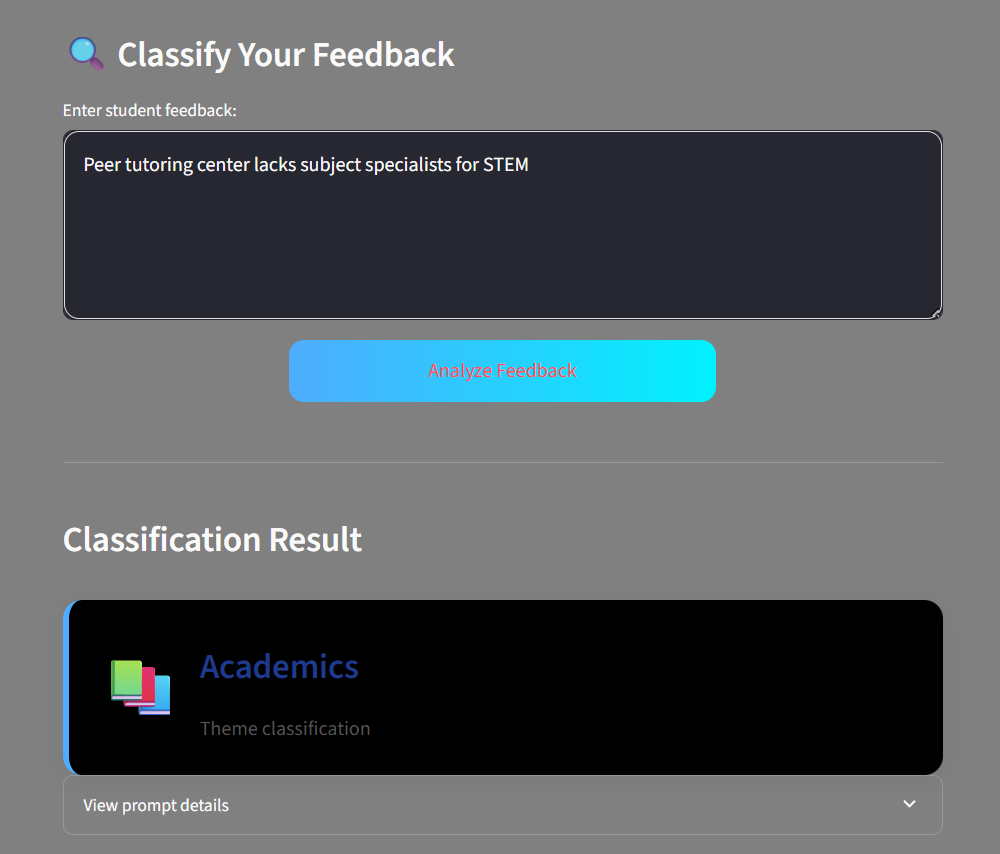 Classify Your Feedback
Enter student feedback:
Peer tutoring center lacks subject specialists for STEM
Analyze Feedback
Classification Result
Academics
Theme classification
View prompt details